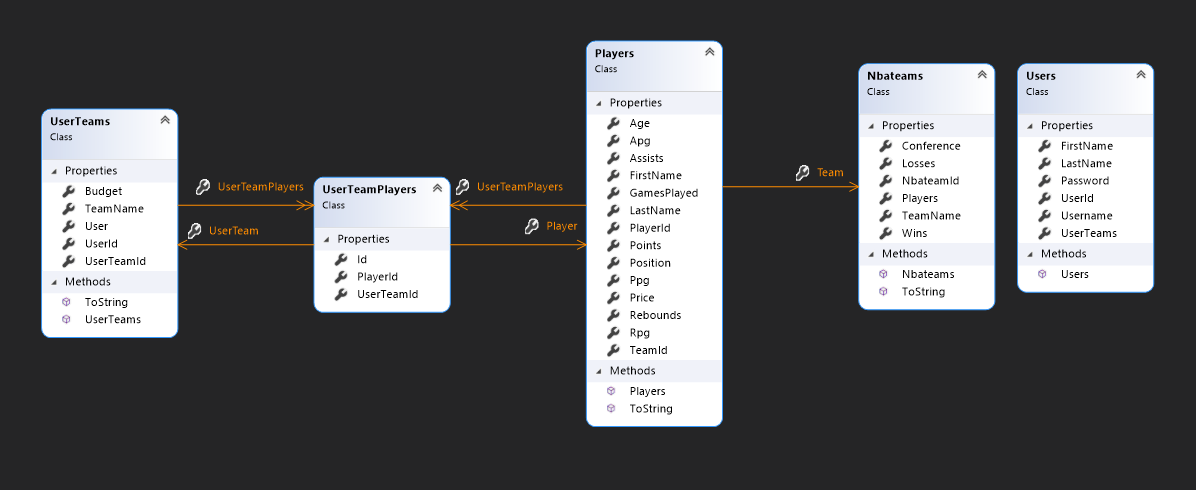 UserTeams
Class
Properties
Budget
TeamName
User
UserId
UserTeamId
Methods
ToString
UserTeams
UserTeamPlayers
UserTeam
UserTeamPlayers
Class
Properties
Id
PlayerId
UserTeamId
UserTeamPlayers
Player
Players
Class
Properties
Age
Apg
Assists
FirstName
GamesPlayed
LastName
PlayerId
Points
Position
Ppg
Price
Rebounds
Rpg
TeamId
Methods
Players
ToString
Team
Nbateams
Class
Properties
Conference
Losses
NbateamId
Players
TeamName
Wins
Methods
Nbateams
ToString
Users
Class
Properties
FirstName
LastName
Password
UserId
Username
UserTeams
Methods
Users